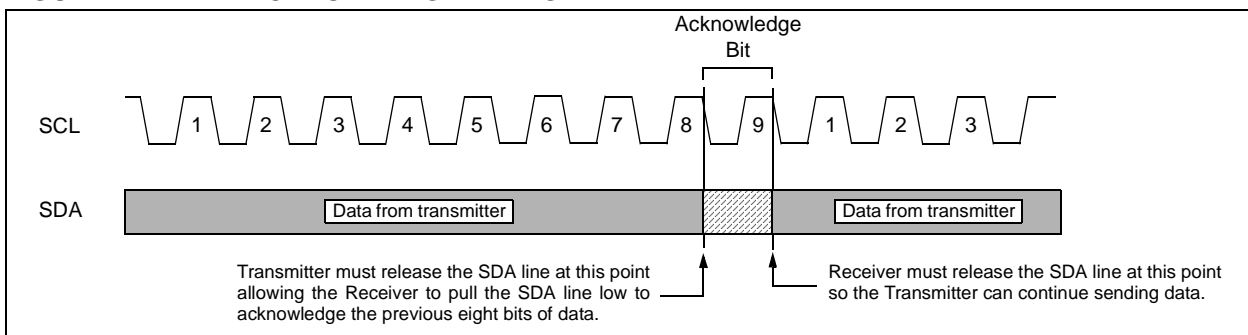 Acknowledge
Bit
SCL 1 2 3 4 5 6 7 8 9 1 2 3
SDA Data from transmitter Data from transmitter
Transmitter must release the SDA line at this point
allowing the Receiver to pull the SDA line low to
acknowledge the previous eight bits of data.
Receiver must release the SDA line at this point
so the Transmitter can continue sending data.